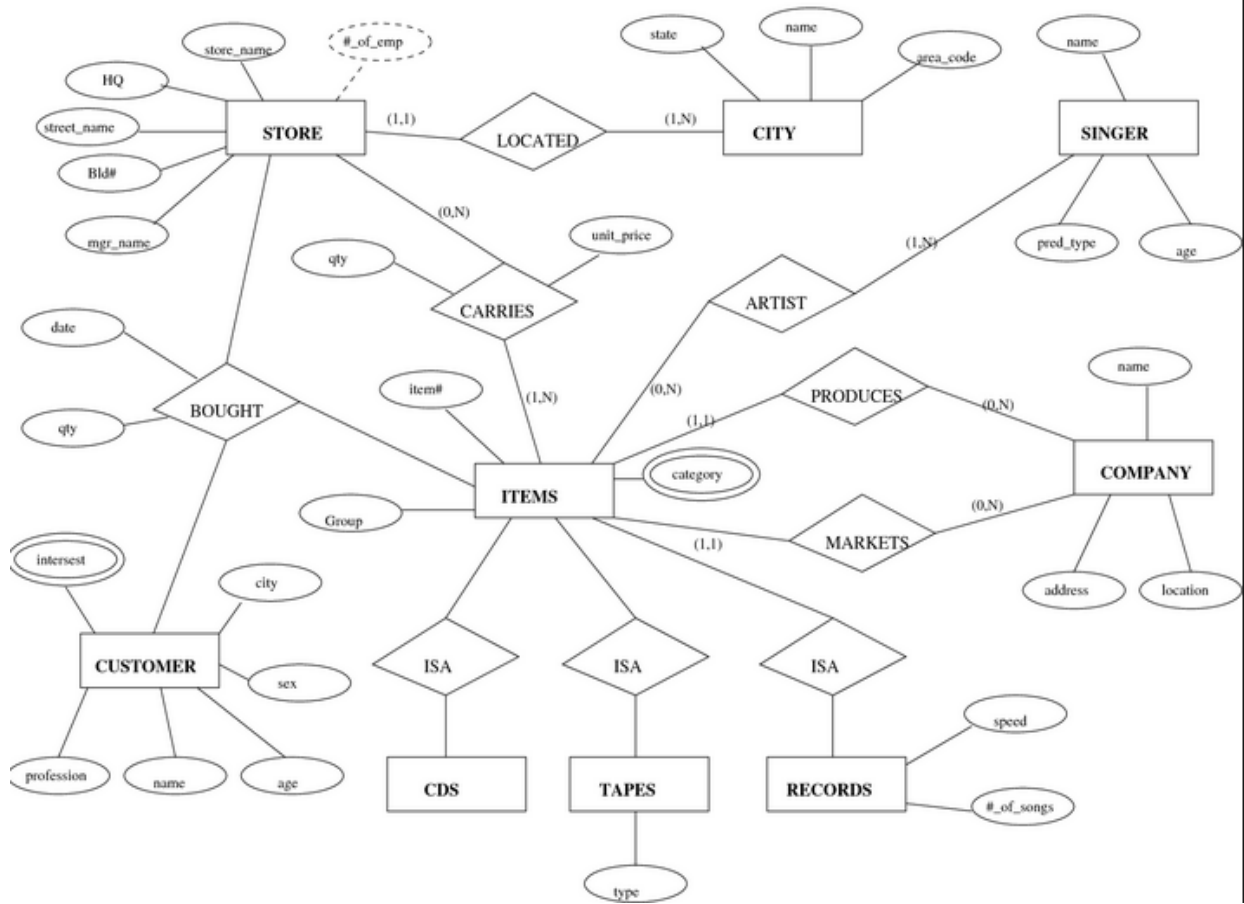 store_name
#_of_emp
state
name
area_code
name
HQ
street_name
Bld#
mgr_name
STORE
(1,1)
LOCATED
(1,N)
CITY
SINGER
(0,N)
qty
unit_price
CARRIES
(1,N)
pred_type
age
ARTIST
(1,N)
date
BOUGHT
qty
item#
(0,N)
PRODUCES
(1,1)
(0,N)
name
ITEMS
category
Group
COMPANY
(1,1)
MARKETS
(0,N)
address
location
intersest
city
CUSTOMER
sex
profession
name
age
ISA
ISA
ISA
CDS
TAPES
RECORDS
speed
#_of_songs
type